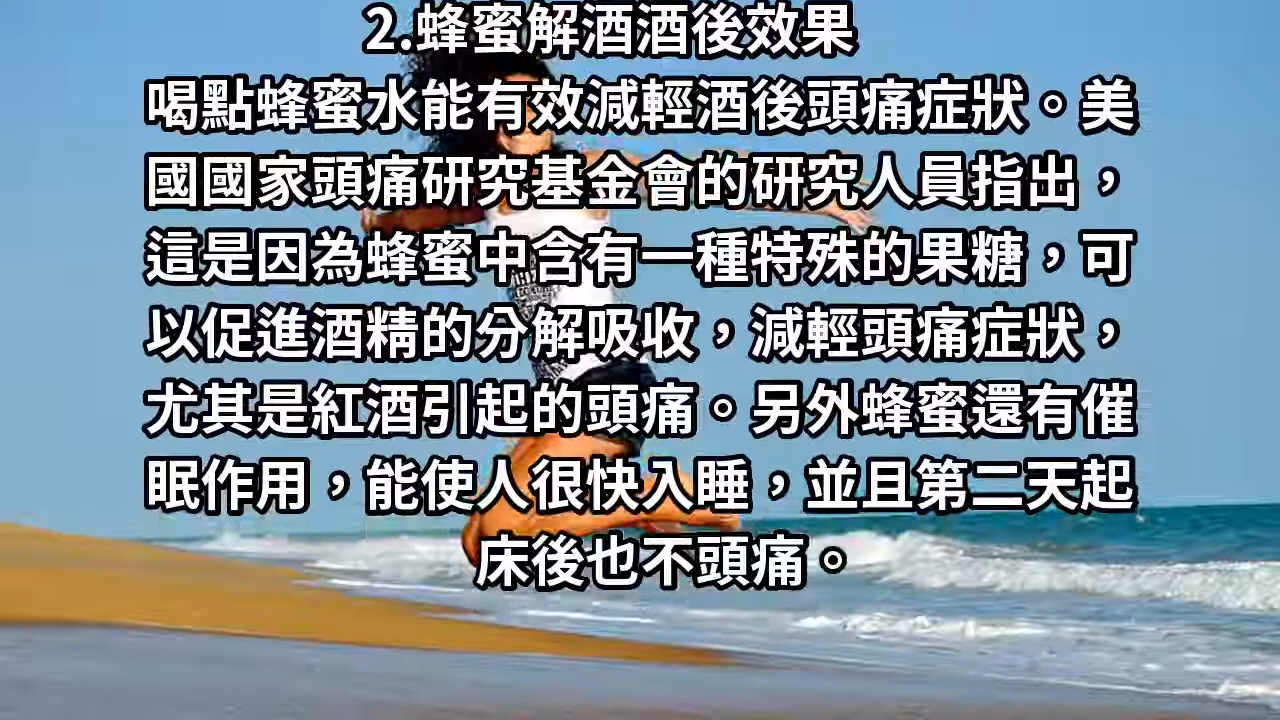 2.蜂蜜解酒酒後效果
喝點蜂蜜水能有效減輕酒後頭痛症狀。美
國國家頭痛研究基金會的研究人員指出，
這是因為蜂蜜中含有一種特殊的果糖，可
以促進酒精的分解吸收，減輕頭痛症狀，
尤其是紅酒引起的頭痛。另外蜂蜜還有催
眠作用，能使人很快入睡，並且第二天起
床後也不頭痛。